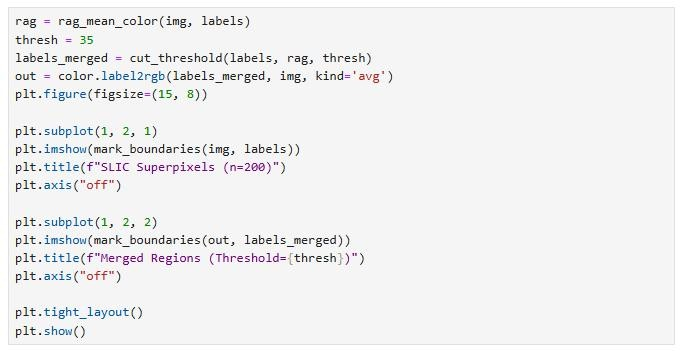 rag = rag_mean_color(img, labels)
thresh = 35
labels_merged = cut_threshold(labels, rag, thresh)
out = color.label2rgb(labels_merged, img, kind='avg')
plt.figure(figsize=(15, 8))

plt.subplot(1, 2, 1)
plt.imshow(mark_boundaries(img, labels))
plt.title(f"SLIC Superpixels (n=200)")
plt.axis("off")

plt.subplot(1, 2, 2)
plt.imshow(mark_boundaries(out, labels_merged))
plt.title(f"Merged Regions (Threshold={thresh})")
plt.axis("off")

plt.tight_layout()
plt.show()